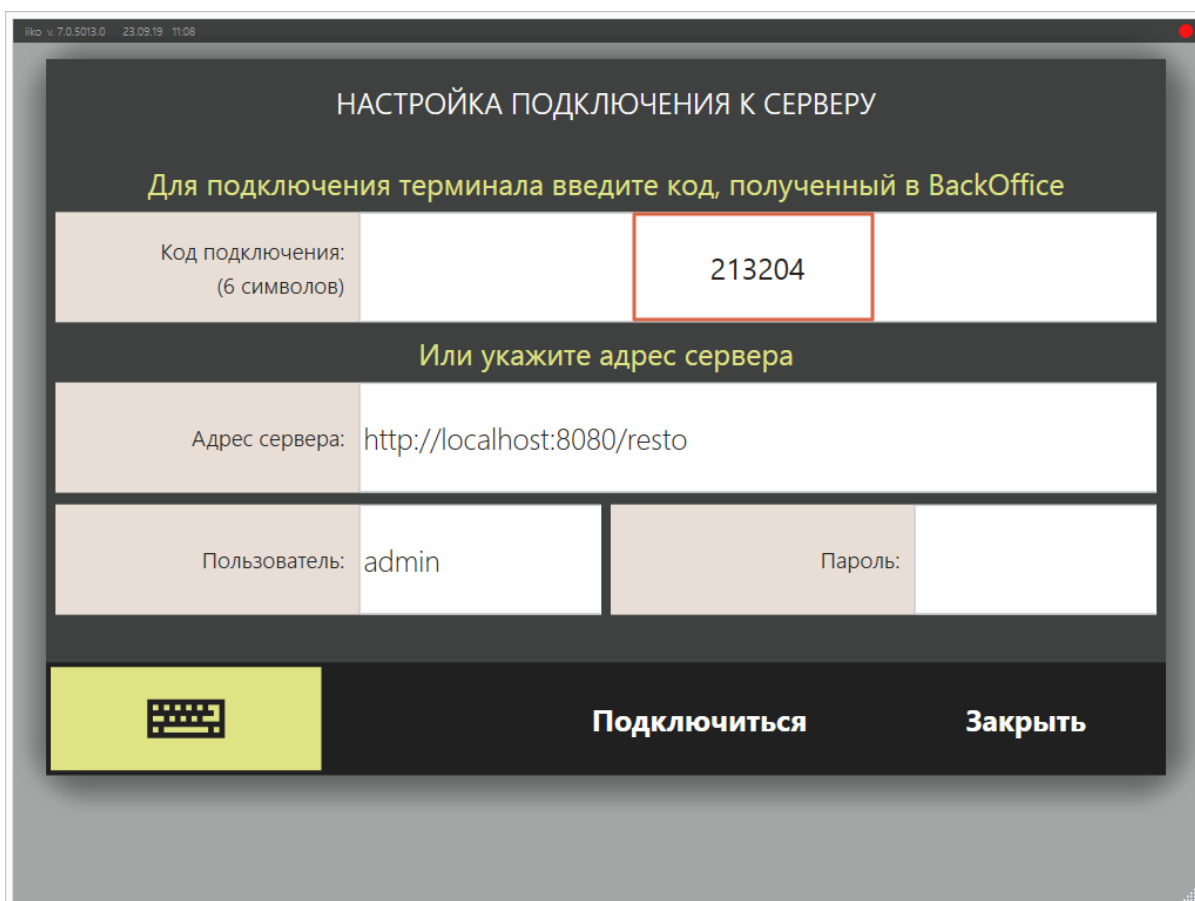 iiko v. 7.0.5013.0 23.09.19 11:08
НАСТРОЙКА ПОДКЛЮЧЕНИЯ К СЕРВЕРУ
Для подключения терминала введите код, полученный в BackOffice
Код подключения:
(6 символов)
213204
Или укажите адрес сервера
Адрес сервера: http://localhost:8080/resto
Пользователь: admin Пароль:
Подключиться Закрыть